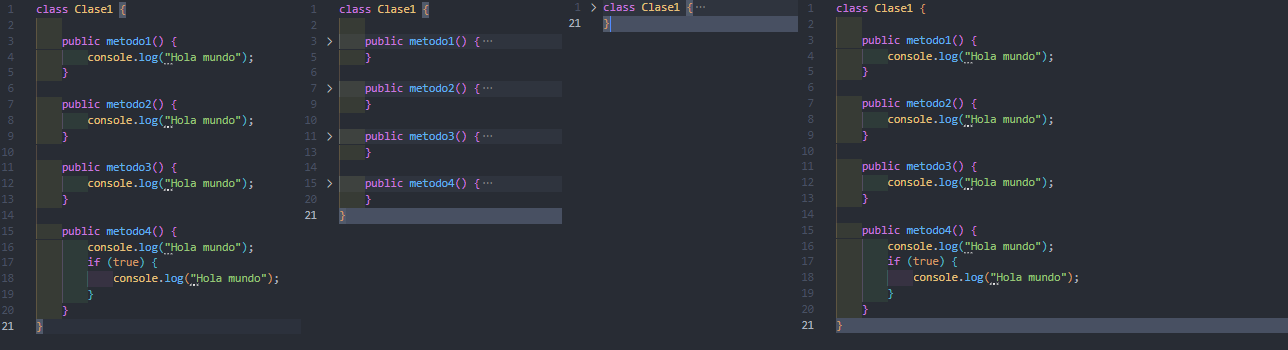 1 class Clase1 {
2
3 public metodo1() {
4 console.log("Hola mundo");
5 }
6
7 public metodo2() {
8 console.log("Hola mundo");
9 }
10
11 public metodo3() {
12 console.log("Hola mundo");
13 }
14
15 public metodo4() {
16 console.log("Hola mundo");
17 if (true) {
18 console.log("Hola mundo");
19 }
20 }
21 }
1 class Clase1 {
2
3 > public metodo1() { ···
5 }
6
7 > public metodo2() { ···
9 }
10
11 > public metodo3() { ···
13 }
14
15 > public metodo4() { ···
20 }
21 }
1 > class Clase1 { ···
21 }
1 class Clase1 {
2
3 public metodo1() {
4 console.log("Hola mundo");
5 }
6
7 public metodo2() {
8 console.log("Hola mundo");
9 }
10
11 public metodo3() {
12 console.log("Hola mundo");
13 }
14
15 public metodo4() {
16 console.log("Hola mundo");
17 if (true) {
18 console.log("Hola mundo");
19 }
20 }
21 }